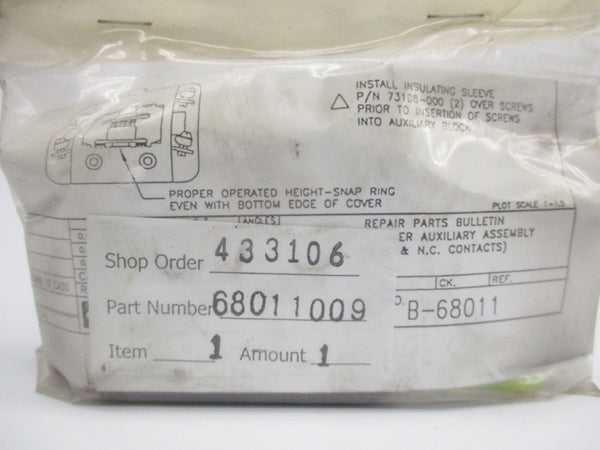 INSTALL INSULATING SLEEVE
P/N 73108-000 (2) OVER SCREWS
PRIOR TO INSERTION OF SCREWS
INTO AUXILIARY BLOCK
PROPER OPERATED HEIGHT-SNAP RING
EVEN WITH BOTTOM EDGE OF COVER
PLOT SCALE 1=1.5
ANGLES
REPAIR PARTS BULLETIN
ER AUXILIARY ASSEMBLY
& N.C. CONTACTS)
CK. REF.
B-68011
Shop Order 433106
Part Number 68011009
Item 1 Amount 1